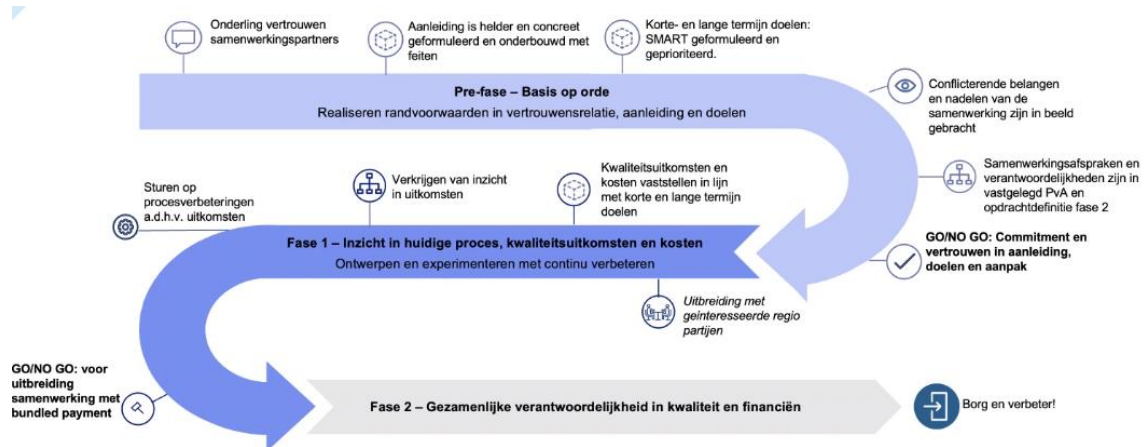 Onderling vertrouwen
samenwerkingspartners
Aanleiding is helder en concreet
geformuleerd en onderbouwd met
feiten
Korte- en lange termijn doelen:
SMART geformuleerd en
geprioriteerd.
Pre-fase – Basis op orde
Realiseren randvoorwaarden in vertrouwensrelatie, aanleiding en doelen
Conflicterende belangen
en nadelen van de
samenwerking zijn in beeld
gebracht
Samenwerkingsafspraken en
verantwoordelijkheden zijn in
vastgelegd PvA en
opdrachtdefinitie fase 2
GO/NO GO: Commitment en
vertrouwen in aanleiding,
doelen en aanpak
Kwaliteitsuitkomsten en
kosten vaststellen in lijn
met korte en lange termijn
doelen
Verkrijgen van inzicht
in uitkomsten
Sturen op
procesverbeteringen
a.d.h.v. uitkomsten
Fase 1 – Inzicht in huidige proces, kwaliteitsuitkomsten en kosten
Ontwerpen en experimenteren met continu verbeteren
Uitbreiding met
geïnteresseerde regio
partijen
GO/NO GO: voor
uitbreiding
samenwerking met
bundled payment
Fase 2 – Gezamenlijke verantwoordelijkheid in kwaliteit en financiën
Borg en verbeter!